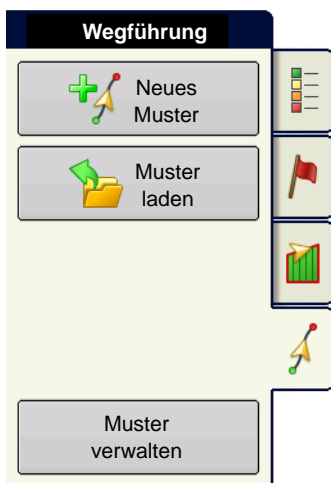 Wegführung
Neues
Muster
Muster
laden
Muster
verwalten